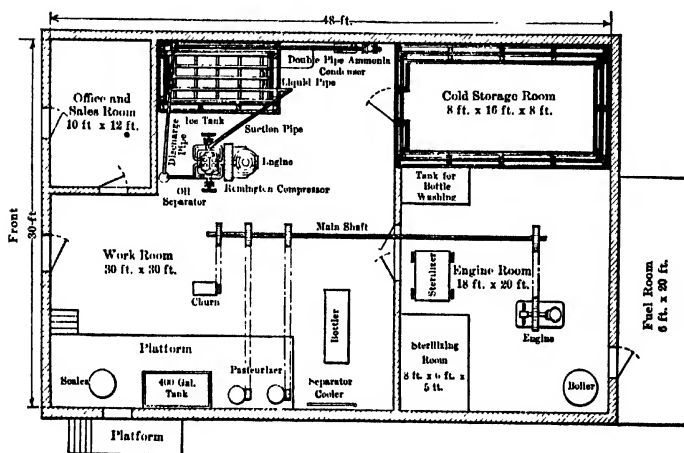 48-ft.
Double Pipe Ammonia
Condensor
Liquid Pipe
Office and
Sales Room
10 ft x 12 ft.
Ice Tank
Discharge
Pipe
Suction Pipe
Engine
Oil
Separator
Remington Compressor
Cold Storage Room
8 ft. x 16 ft. x 8 ft.
Tank for
Bottle
Washing
Front
30-ft
Main Shaft
Work Room
30 ft. x 30 ft.
Churn
Sterilizer
Engine Room
18 ft. x 20 ft.
Fuel Room
6 ft. x 20 ft.
Bottler
Engine
Platform
Sterilizing
Room
8 ft. x 6 ft. x
5 ft.
Scales
400 Gal.
Tank
Pasteurizer
Separator
Cooler
Boiler
Platform